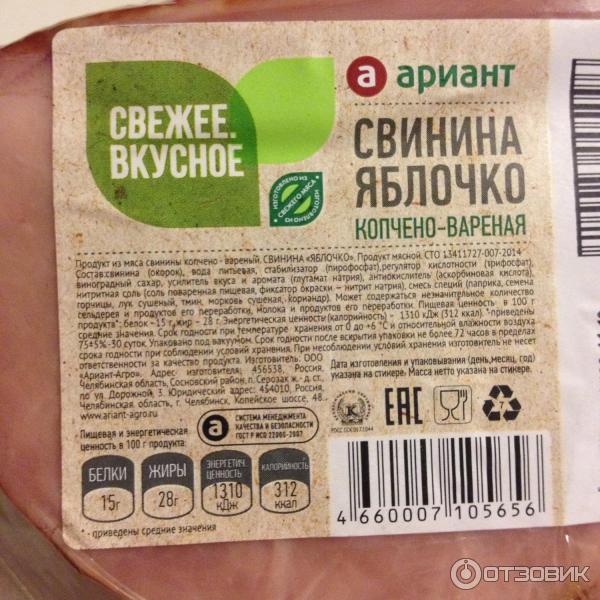 СВЕЖЕЕ.
ВКУСНОЕ
ИЗГОТОВЛЕНО ИЗ
СВЕЖЕГО МЯСА
ариант
СВИНИНА
ЯБЛОЧКО
КОПЧЕНО-ВАРЕНАЯ
Продукт из мяса свинины копчено - вареный. СВИНИНА «ЯБЛОЧКО». Продукт мясной. СТО 13411727-007-2014
Состав:свинина (окорок), вода питьевая, стабилизатор (пирофосфат),регулятор кислотности (трифосфат),
виноградный сахар, усилитель вкуса и аромата (глутамат натрия), антиокислитель (аскорбиновая кислота),
нитритная соль (соль поваренная пищевая, фиксатор окраски – нитрит натрия), смесь специй (паприка, семена
горчицы, лук сушеный, тмин, морковь сушеная, кориандр). Может содержаться незначительное количество
сельдерея и продуктов его переработки, молока и продуктов его переработки. Пищевая ценность в 100 г
продукта*: белок –15 г,жир – 28 г.Энергетическая ценность(калорийность) – 1310 кДж (312 ккал). *приведены
средние значения. Срок годности при температуре хранения от 0 до +6 °С и относительной влажности воздуха
75±5%-30 суток.Упаковано под вакуумом. Срок годности после вскрытия упаковки не более 72 часов в пределах
срока годности при соблюдении условий хранения. При несоблюдении условий хранения изготовитель не несет
ответственности за качество продукта. Изготовитель: ООО
«Ариант-Агро». Адрес изготовителя: 456538, Россия,
Челябинская область, Сосновский район, п. Серозак ж.- д. ст.,
по ул. Дорожной, 3. Юридический адрес: 454010, Россия,
Челябинская. область, г. Челябинск, Копейское шоссе, 48.
www.ariant-agro.ru
Дата изготовления и упаковывания (день,месяц, год)
указана на стикере. Масса нетто указана на стикере.
СИСТЕМА МЕНЕДЖМЕНТА
КАЧЕСТВА И БЕЗОПАСНОСТИ
ГОСТ Р ИСО 22000-2007
EAC
7
Пищевая и энергетическая
ценность в 100 г продукта:
БЕЛКИ
15г
ЖИРЫ
28г
ЭНЕРГЕТИЧ.
ЦЕННОСТЬ
1310
кДж
КАЛОРИЙНОСТЬ
312
ккал
* - приведены средние значения
4 660007 105656
ОТЗОВИК